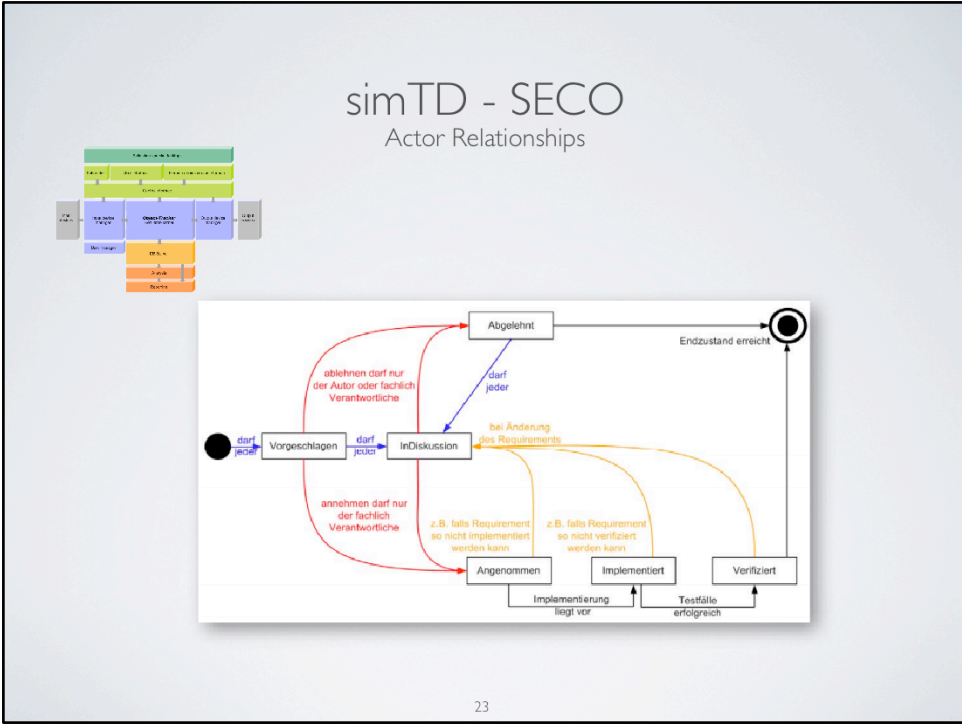 simTD - SECO
Actor Relationships
Abgelehnt
Endzustand erreicht
ablehnen darf nur
der Autor oder fachlich
Verantwortliche
darf
jeder
bei Änderung
des Requirements
darf
jeder
Vorgeschlagen
darf
jeder
InDiskussion
annehmen darf nur
der fachlich
Verantwortliche
z.B. falls Requirement
so nicht implementiert
werden kann
z.B. falls Requirement
so nicht verifiziert
werden kann
Angenommen
Implementiert
Verifiziert
Implementierung
liegt vor
Testfälle
erfolgreich
23